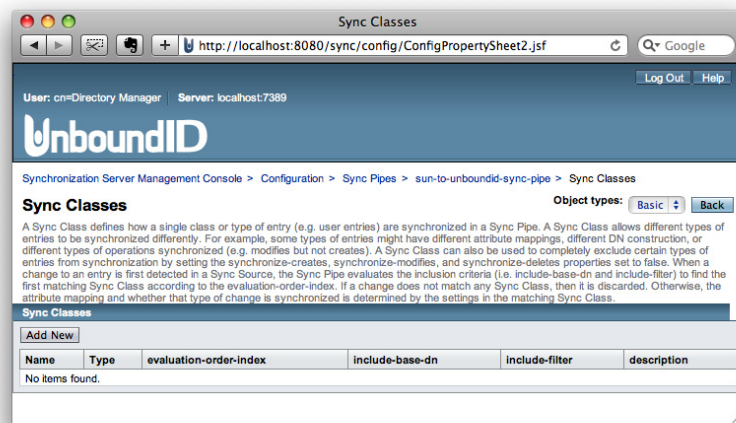 Sync Classes
http://localhost:8080/sync/config/ConfigPropertySheet2.jsf
Google
Log Out Help
User: cn=Directory Manager Server: localhost:7389
UnboundID
Synchronization Server Management Console > Configuration > Sync Pipes > sun-to-unboundid-sync-pipe > Sync Classes
Sync Classes
Object types: Basic Back
A Sync Class defines how a single class or type of entry (e.g. user entries) are synchronized in a Sync Pipe. A Sync Class allows different types of
entries to be synchronized differently. For example, some types of entries might have different attribute mappings, different DN construction, or
different types of operations synchronized (e.g. modifies but not creates). A Sync Class can also be used to completely exclude certain types of
entries from synchronization by setting the synchronize-creates, synchronize-modifies, and synchronize-deletes properties set to false. When a
change to an entry is first detected in a Sync Source, the Sync Pipe evaluates the inclusion criteria (i.e. include-base-dn and include-filter) to find the
first matching Sync Class according to the evaluation-order-index. If a change does not match any Sync Class, then it is discarded. Otherwise, the
attribute mapping and whether that type of change is synchronized is determined by the settings in the matching Sync Class.
Sync Classes
Add New
Name Type evaluation-order-index include-base-dn include-filter description
No items found.